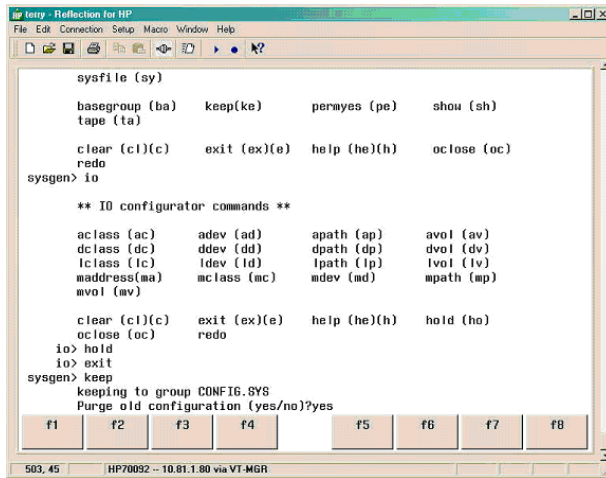 terry - Reflection for HP
File Edit Connection Setup Macro Window Help
sysfile (sy)
basegroup (ba) keep(ke) permyes (pe) show (sh)
tape (ta)
clear (cl)(c) exit (ex)(e) help (he)(h) oclose (oc)
redo
sysgen> io
** IO configurator commands **
aclass (ac) adev (ad) apath (ap) avol (av)
dclass (dc) ddev (dd) dpath (dp) dvol (dv)
lclass (lc) ldev (ld) lpath (lp) lvol (lv)
maddress(ma) mclass (mc) mdev (md) mpath (mp)
mvol (mv)
clear (cl)(c) exit (ex)(e) help (he)(h) hold (ho)
oclose (oc) redo
io> hold
io> exit
sysgen> keep
keeping to group CONFIG.SYS
Purge old configuration (yes/no)?yes
f1 f2 f3 f4 f5 f6 f7 f8
503, 45 HP70092 -- 10.81.1.80 via VT-MGR